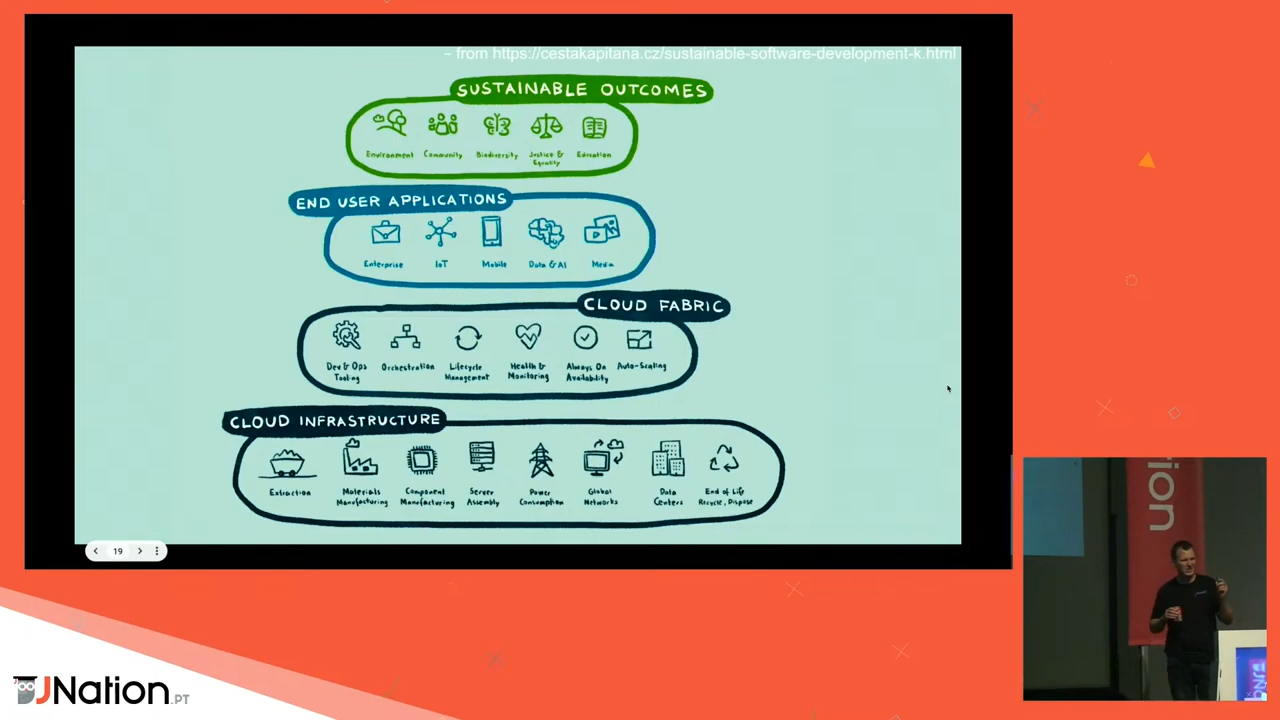 – from https://cestakapitana.cz/sustainable-software-development-k.html
SUSTAINABLE OUTCOMES
Environment
Community
Biodiversity
Justice &
Equality
Education
END USER APPLICATIONS
Enterprise
IoT
Mobile
Data & AI
Media
CLOUD FABRIC
Dev & Ops
Tooling
Orchestration
Lifecycle
Management
Health &
Monitoring
Always On
Availability
Auto-Scaling
CLOUD INFRASTRUCTURE
Extraction
Materials
Manufacturing
Component
Manufacturing
Server
Assembly
Power
Consumption
Global
Networks
Data
Centers
End of Life
Recycle, Dispose
19
JNation.PT